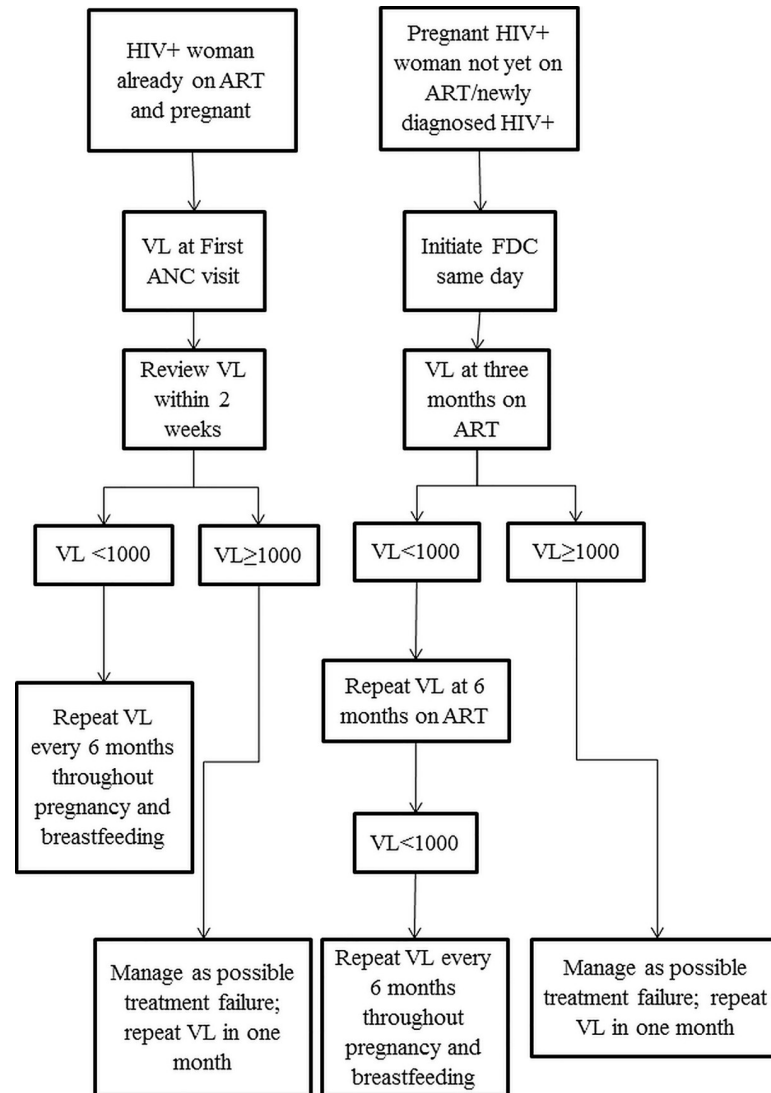 HIV+ woman
already on ART
and pregnant
Pregnant HIV+
woman not yet on
ART/newly
diagnosed HIV+
VL at First
ANC visit
Initiate FDC
same day
Review VL
within 2
weeks
VL at three
months on
ART
VL <1000
VL≥1000
VL<1000
VL≥1000
Repeat VL
every 6 months
throughout
pregnancy and
breastfeeding
Repeat VL at 6
months on ART
VL<1000
Manage as possible
treatment failure;
repeat VL in one
month
Repeat VL every
6 months
throughout
pregnancy and
breastfeeding
Manage as possible
treatment failure; repeat
VL in one month